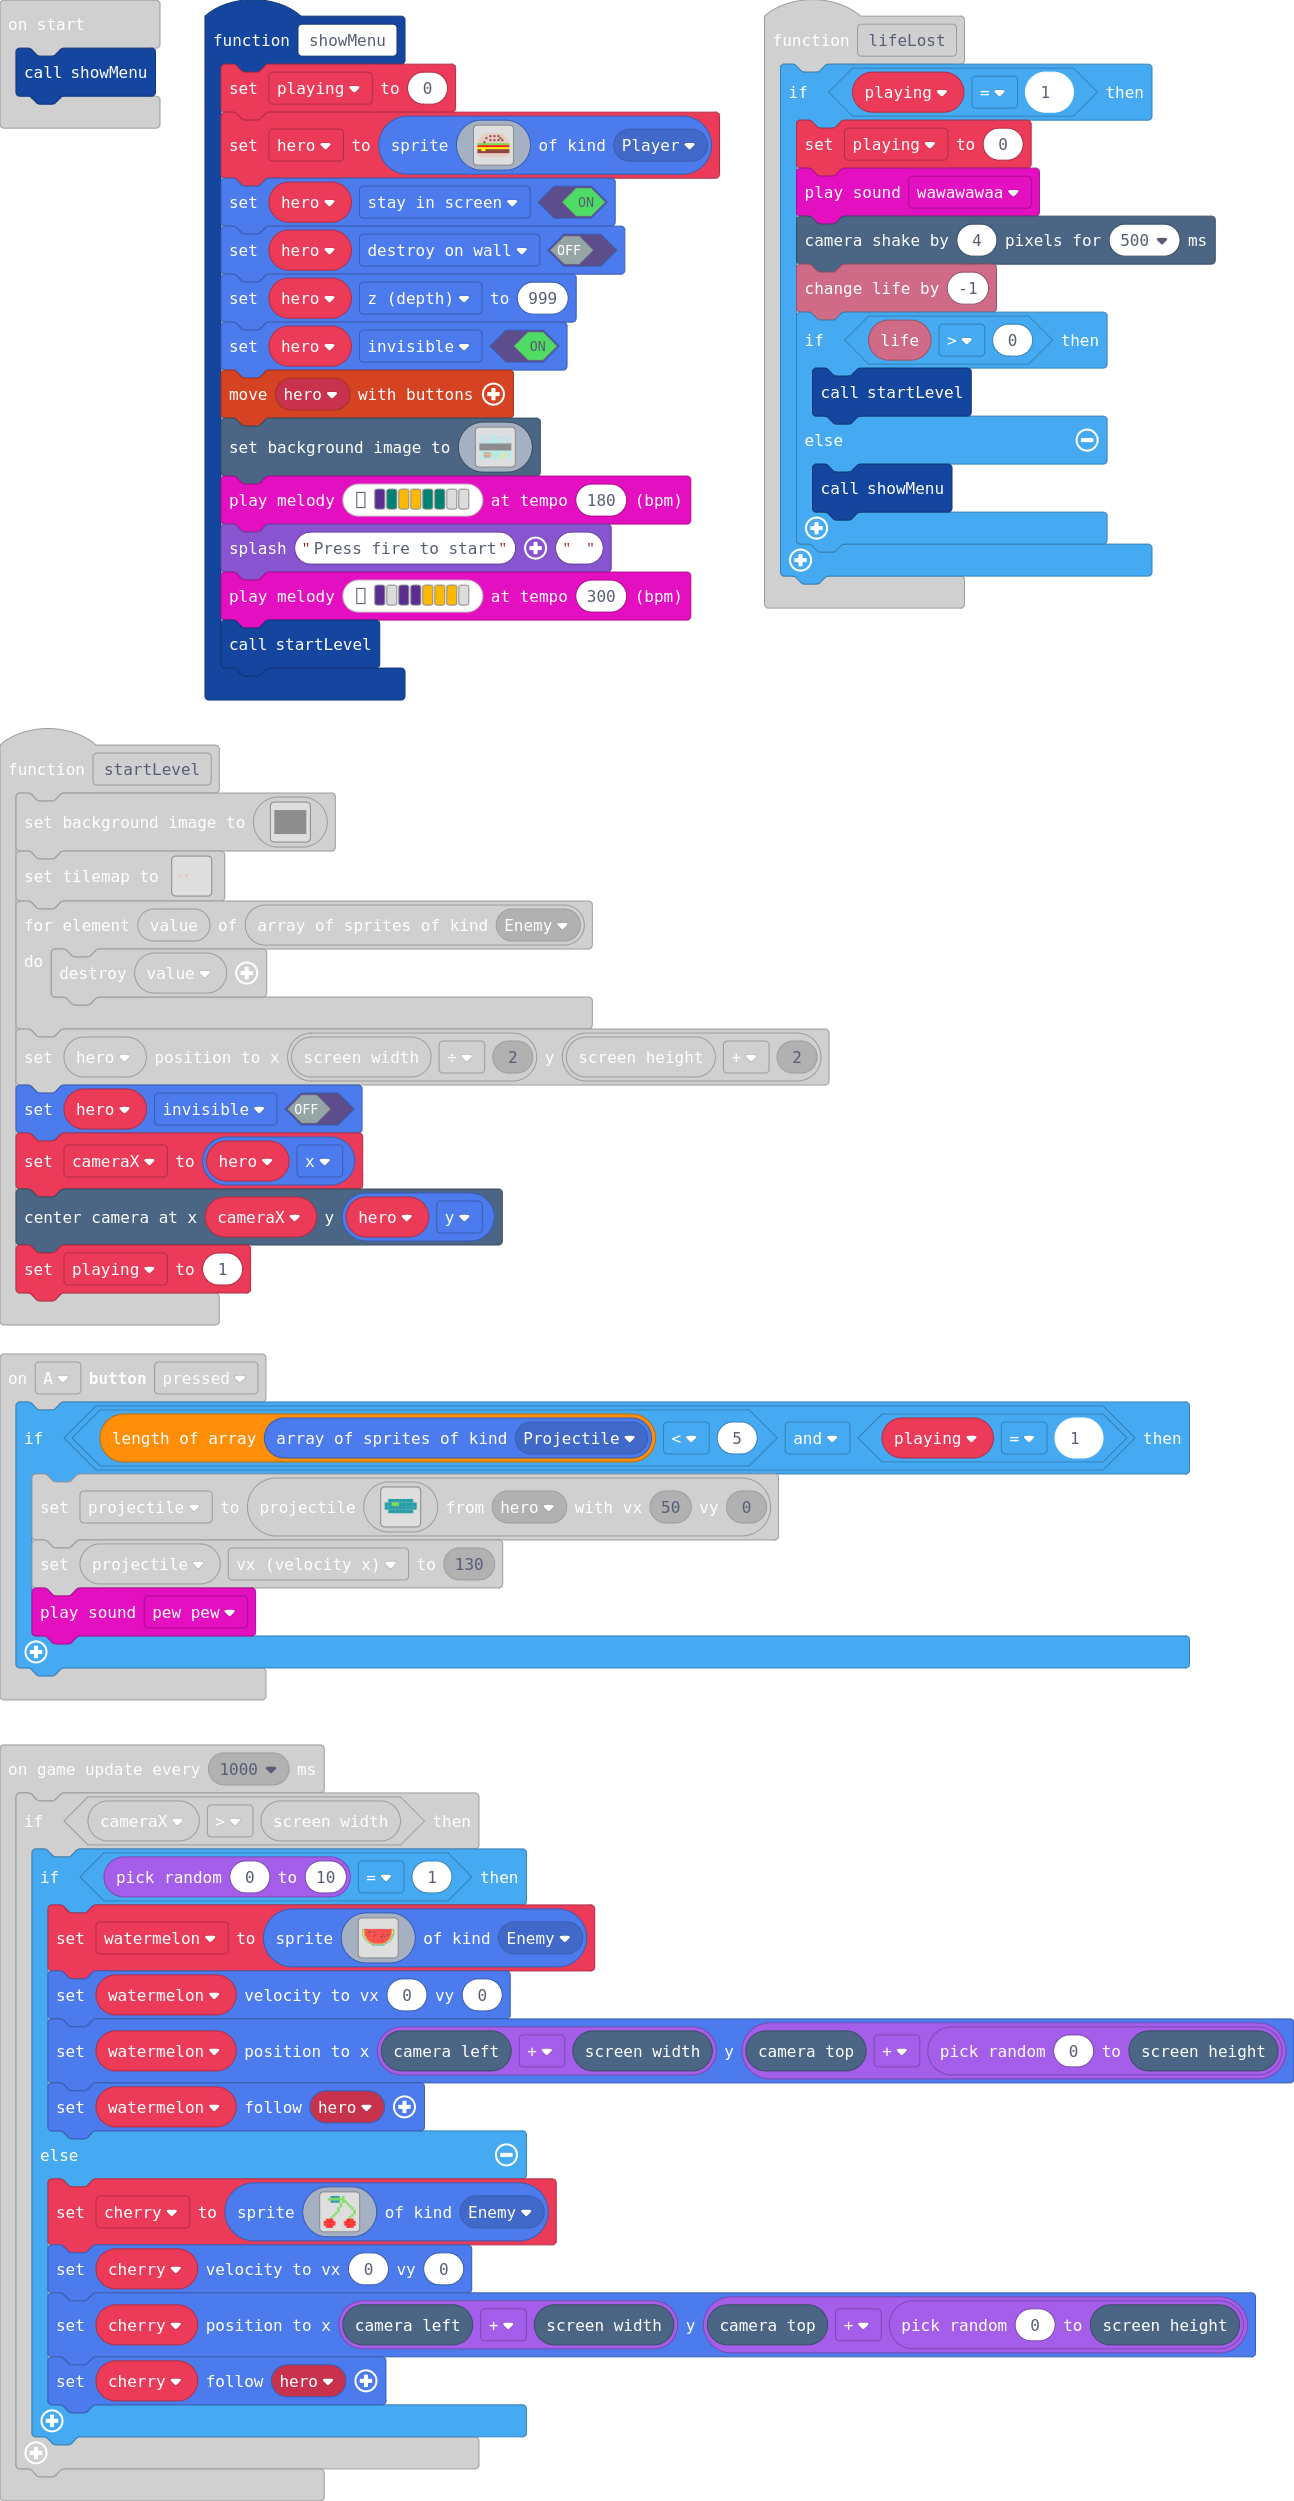 on start
call showMenu
function showMenu
set playing to 0
set hero to sprite of kind Player
set hero stay in screen ON
set hero destroy on wall OFF
set hero z (depth) to 999
set hero invisible ON
move hero with buttons
set background image to
play melody at tempo 180 (bpm)
splash "Press fire to start" " "
play melody at tempo 300 (bpm)
call startLevel
function lifeLost
if playing = 1 then
set playing to 0
play sound wawawawaa
camera shake by 4 pixels for 500 ms
change life by -1
if life > 0 then
call startLevel
else
call showMenu
function startLevel
set background image to
set tilemap to
for element value of array of sprites of kind Enemy
do
destroy value
set hero position to x screen width ÷ 2 y screen height + 2
set hero invisible OFF
set cameraX to hero x
center camera at x cameraX y hero y
set playing to 1
on A button pressed
if length of array array of sprites of kind Projectile < 5 and playing = 1 then
set projectile to projectile from hero with vx 50 vy 0
set projectile vx (velocity x) to 130
play sound pew pew
on game update every 1000 ms
if cameraX > screen width then
if pick random 0 to 10 = 1 then
set watermelon to sprite of kind Enemy
set watermelon velocity to vx 0 vy 0
set watermelon position to x camera left + screen width y camera top + pick random 0 to screen height
set watermelon follow hero
else
set cherry to sprite of kind Enemy
set cherry velocity to vx 0 vy 0
set cherry position to x camera left + screen width y camera top + pick random 0 to screen height
set cherry follow hero